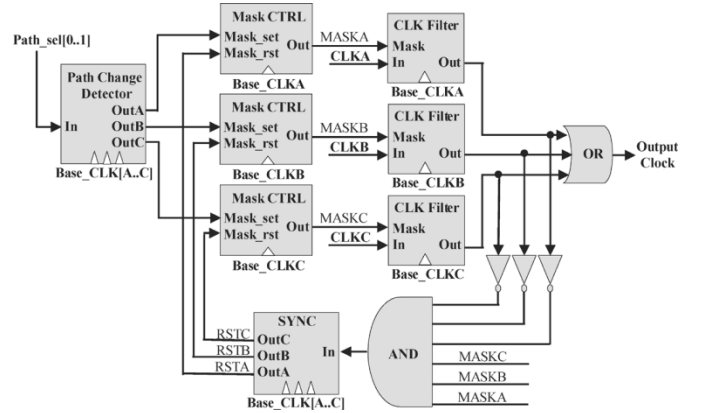 Path_sel[0..1]
Path Change
Detector
In
OutA
OutB
OutC
Base_CLK[A..C]
Mask CTRL
Mask_set
Mask_rst
Out
Base_CLKA
MASKA
CLKA
CLK Filter
Mask
In
Out
Base_CLKA
Mask CTRL
Mask_set
Mask_rst
Out
Base_CLKB
MASKB
CLKB
CLK Filter
Mask
In
Out
Base_CLKB
Mask CTRL
Mask_set
Mask_rst
Out
Base_CLKC
MASKC
CLKC
CLK Filter
Mask
In
Out
Base_CLKC
OR
Output
Clock
SYNC
OutC
OutB
OutA
In
Base_CLK[A..C]
RSTC
RSTB
RSTA
AND
MASKC
MASKB
MASKA